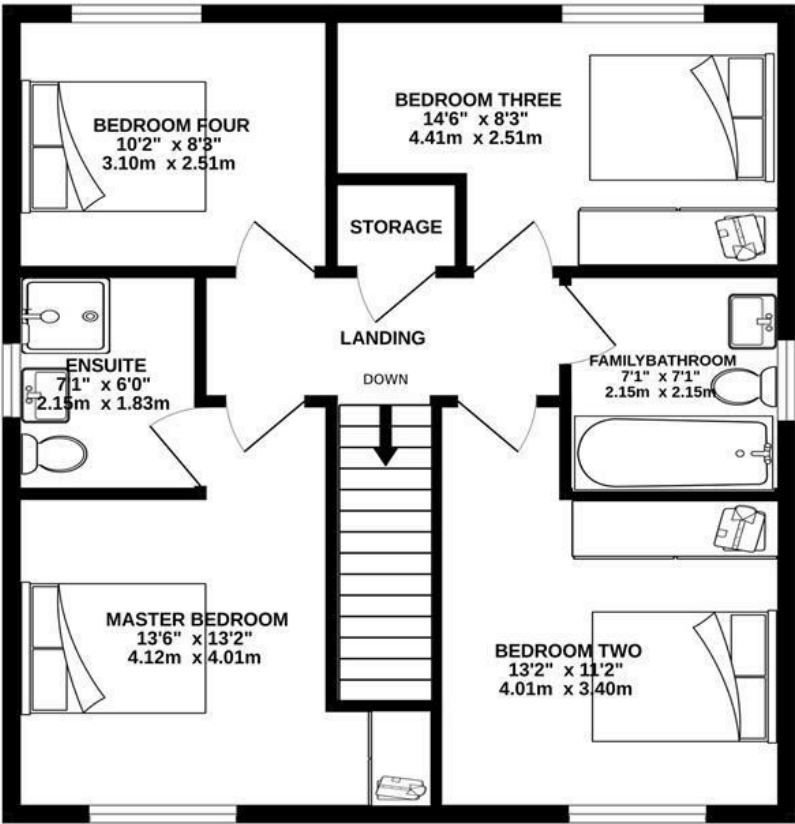 BEDROOM FOUR
10'2" x 8'3"
3.10m x 2.51m
BEDROOM THREE
14'6" x 8'3"
4.41m x 2.51m
STORAGE
LANDING
DOWN
ENSUITE
7'1" x 6'0"
2.15m x 1.83m
FAMILYBATHROOM
7'1" x 7'1"
2.15m x 2.15m
MASTER BEDROOM
13'6" x 13'2"
4.12m x 4.01m
BEDROOM TWO
13'2" x 11'2"
4.01m x 3.40m